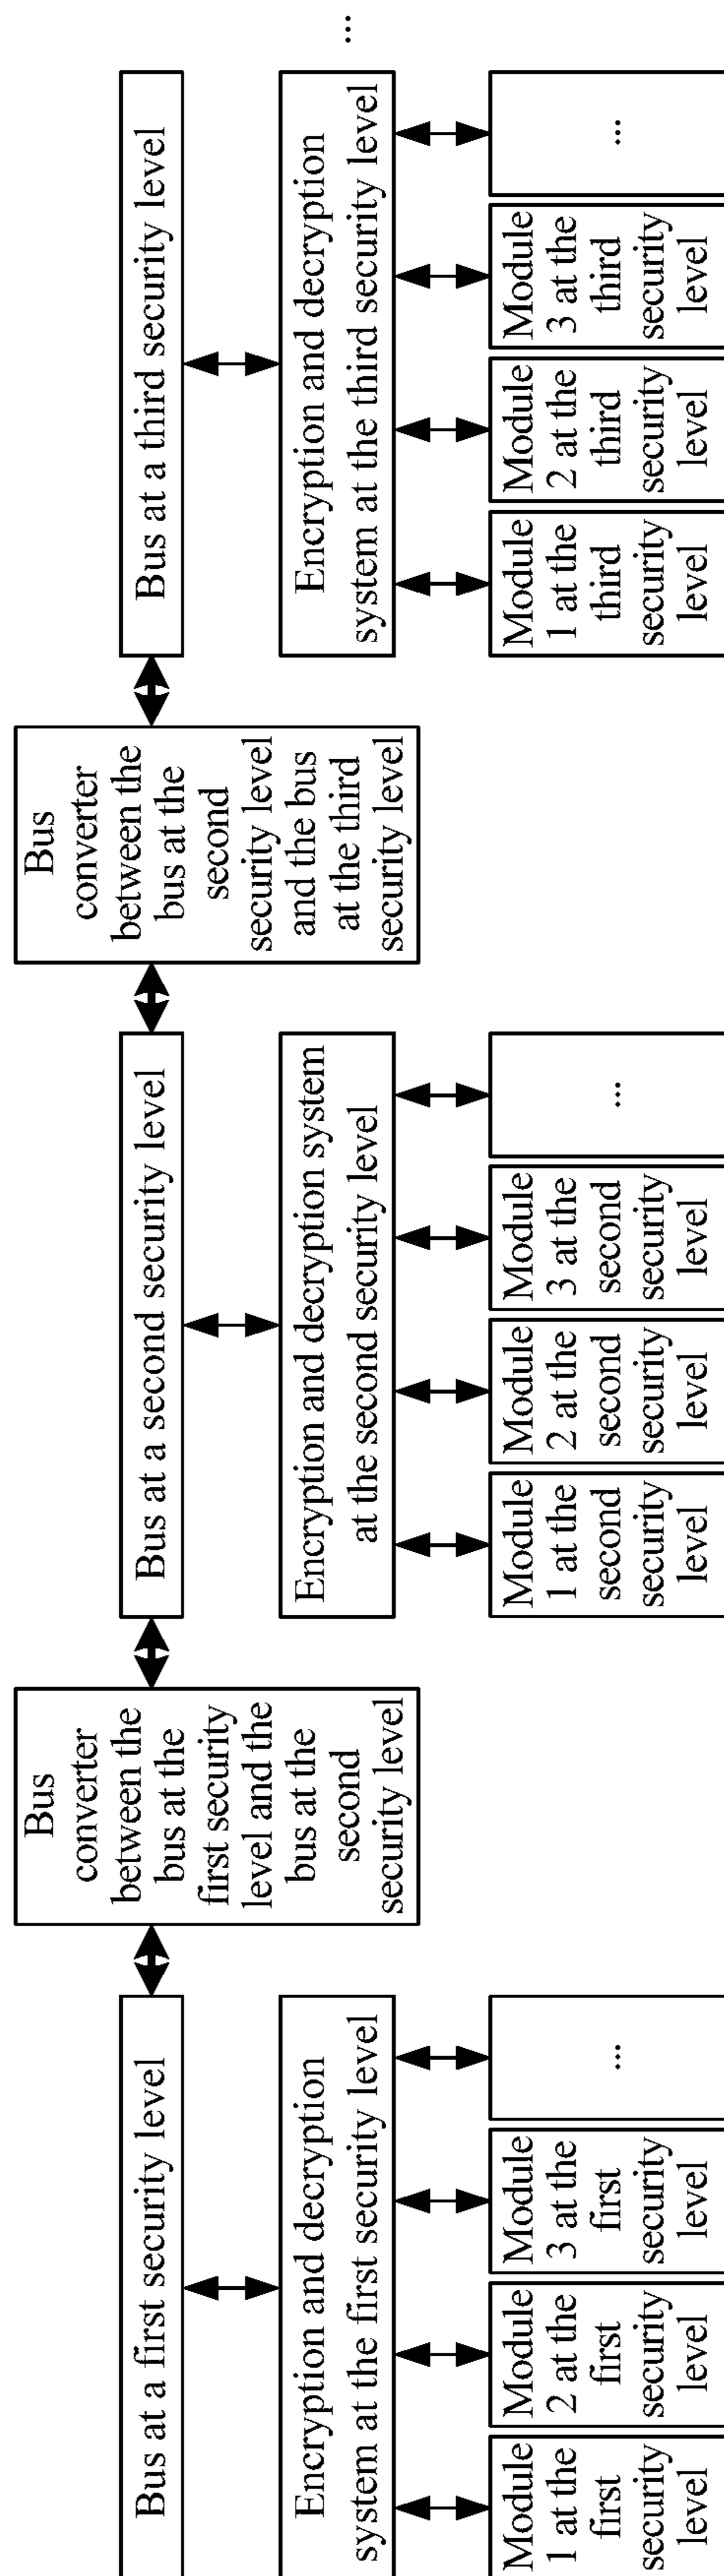 Bus at a first security level
Encryption and decryption
system at the first security level
Module
1 at the
first
security
level
Module
2 at the
first
security
level
Module
3 at the
first
security
level
...
Bus
converter
between the
bus at the
first security
level and the
bus at the
second
security level
Bus at a second security level
Encryption and decryption system
at the second security level
Module
1 at the
second
security
level
Module
2 at the
second
security
level
Module
3 at the
second
security
level
...
Bus
converter
between the
bus at the
second
security level
and the bus
at the third
security level
Bus at a third security level
Encryption and decryption
system at the third security level
Module
1 at the
third
security
level
Module
2 at the
third
security
level
Module
3 at the
third
security
level
...
...